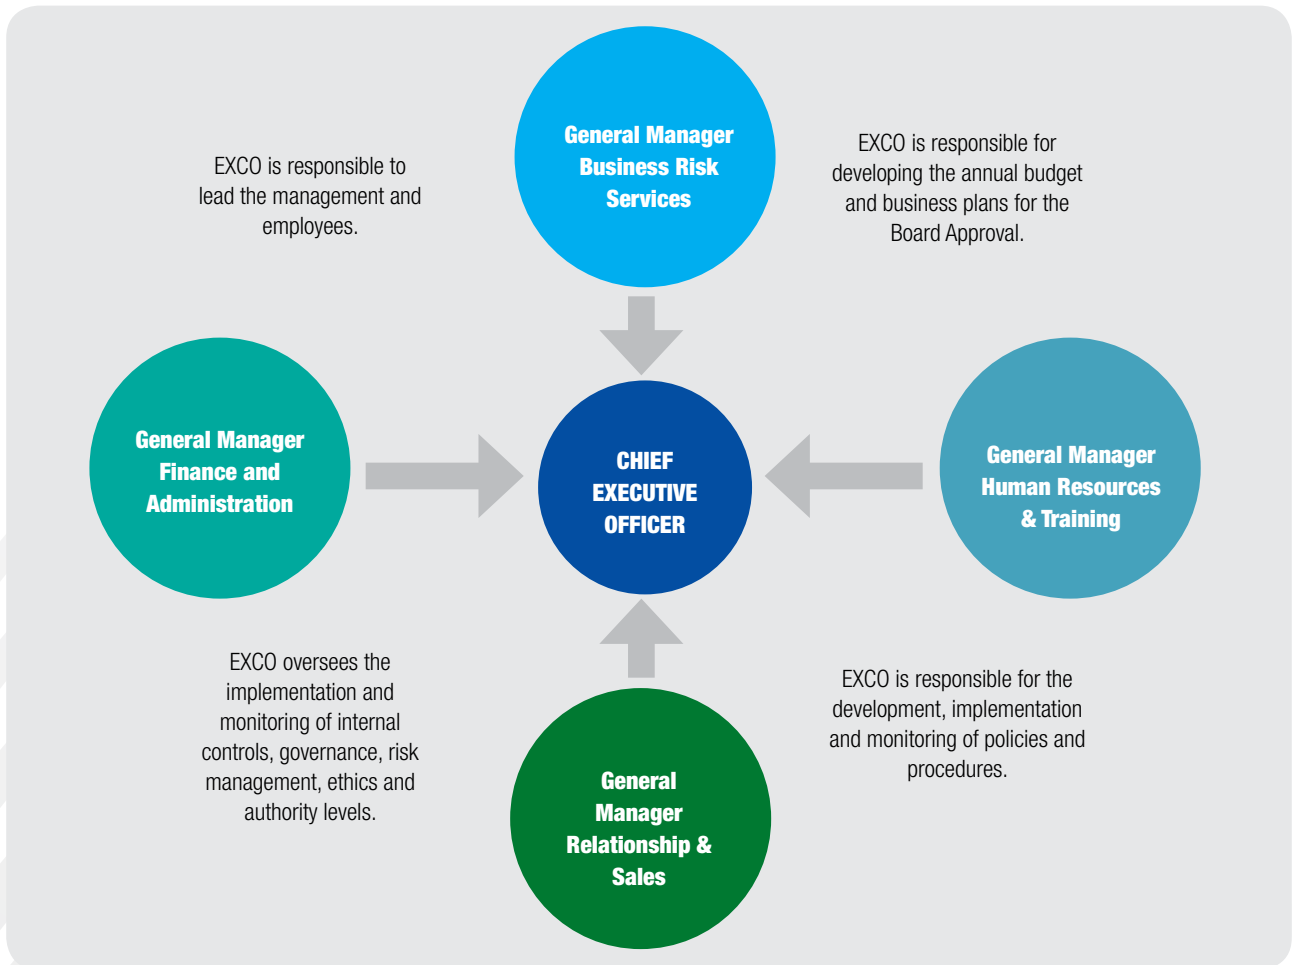 General Manager
Business Risk
Services
EXCO is responsible to
lead the management and
employees.
EXCO is responsible for
developing the annual budget
and business plans for the
Board Approval.
General Manager
Finance and
Administration
CHIEF
EXECUTIVE
OFFICER
General Manager
Human Resources
& Training
EXCO oversees the
implementation and
monitoring of internal
controls, governance, risk
management, ethics and
authority levels.
EXCO is responsible for the
development, implementation
and monitoring of policies and
procedures.
General
Manager
Relationship &
Sales